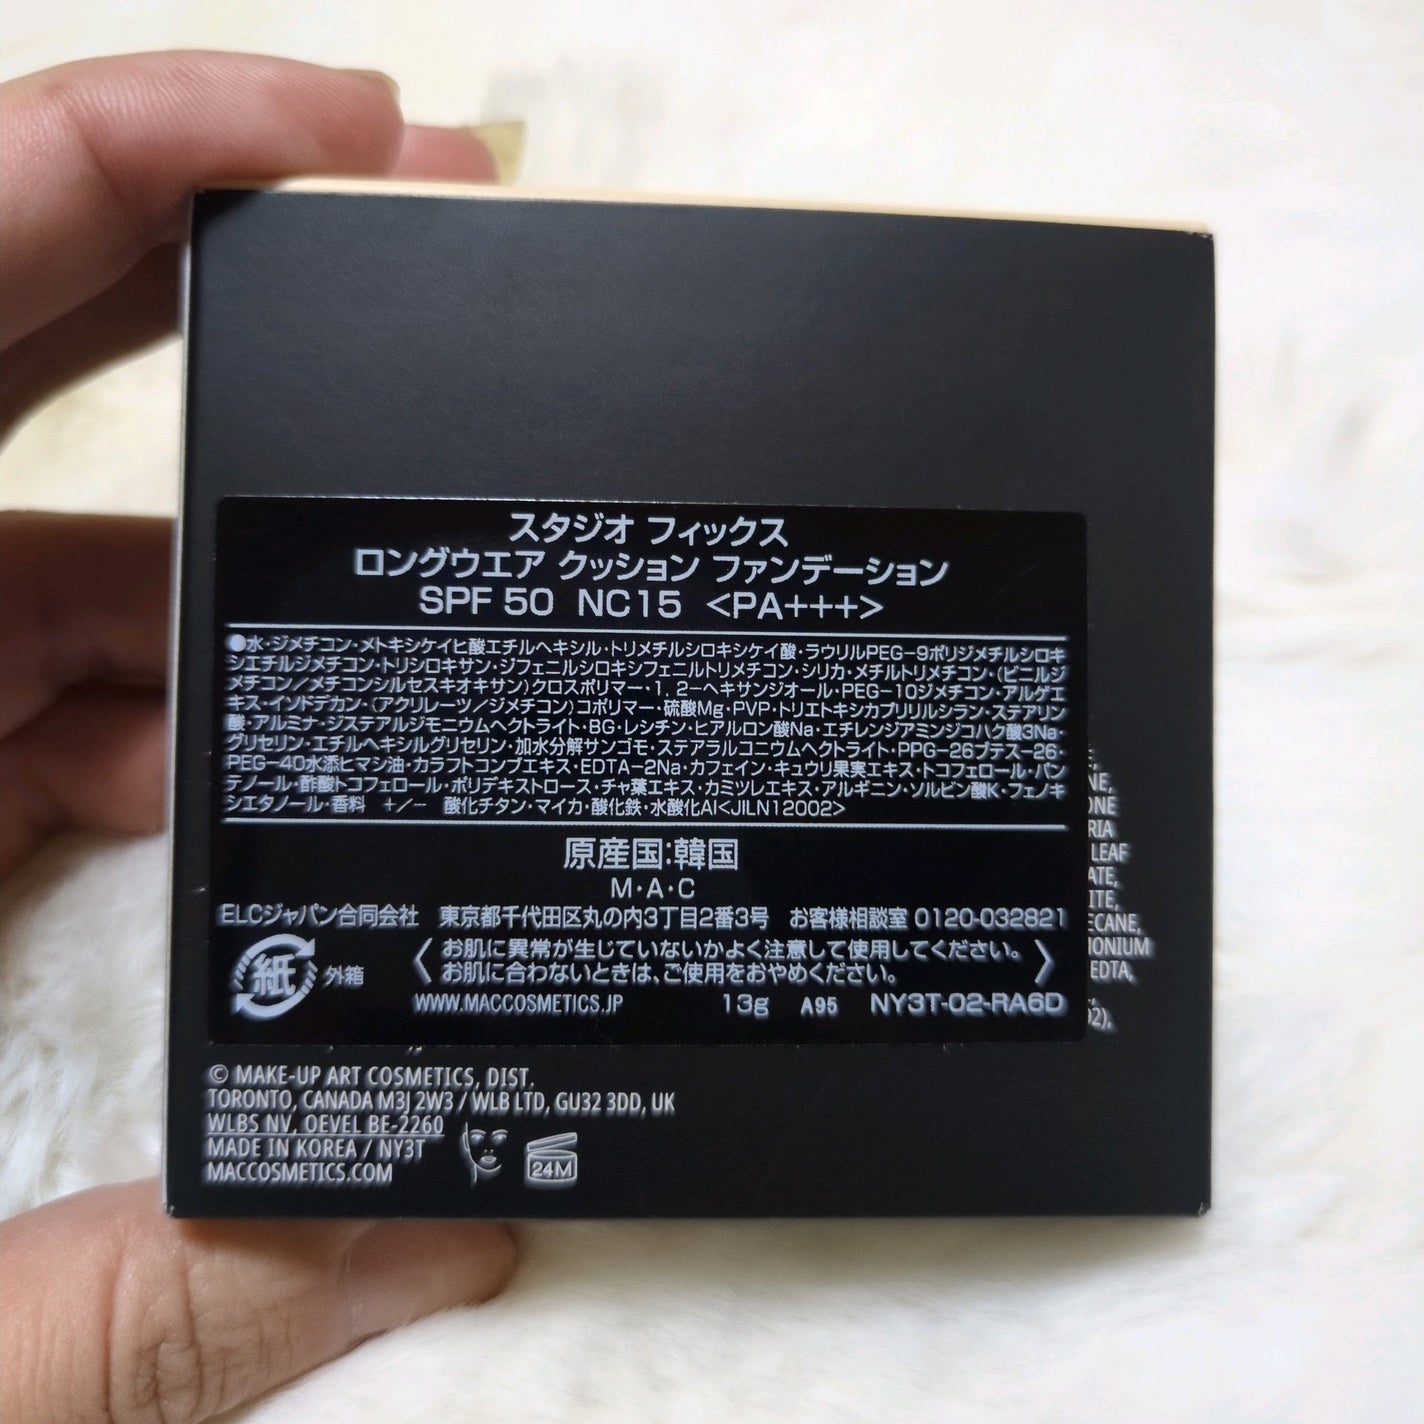 スタジオ フィックス
ロングウエア クッション ファンデーション
SPF 50 NC15 <PA+++>
●水・ジメチコン・メトキシケイヒ酸エチルヘキシル・トリメチルシロキシケイ酸・ラウリルPEG-9ポリジメチルシロキ
シエチルジメチコン・トリシロキサン・ジフェニルシロキシフェニルトリメチコン・シリカ・メチルトリメチコン・(ビニルジ
メチコン/メチコンシルセスキオキサン)クロスポリマー・1, 2-ヘキサンジオール・PEG-10ジメチコン・アルゲエ
キス・イソドデカン・(アクリレーツ/ジメチコン)コポリマー・硫酸Mg・PVP・トリエトキシカプリリルシラン・ステアリン
酸・アルミナ・ジステアルジモニウムヘクトライト・BG・レシチン・ヒアルロン酸Na・エチレンジアミンジコハク酸3Na・
グリセリン・エチルヘキシルグリセリン・加水分解サンゴモ・ステアラルコニウムヘクトライト・PPG-26ブテス-26・
PEG-40水添ヒマシ油・カラフトコンブエキス・EDTA-2Na・カフェイン・キュウリ果実エキス・トコフェロール・パン
テノール・酢酸トコフェロール・ポリデキストロース・チャ葉エキス・カミツレエキス・アルギニン・ソルビン酸K・フェノキ
シエタノール・香料 +/- 酸化チタン・マイカ・酸化鉄・水酸化Al<JILN12002>
原産国:韓国
M・A・C
ELCジャパン合同会社 東京都千代田区丸の内3丁目2番3号 お客様相談室 0120-032821
紙 外箱
〈お肌に異常が生じていないかよく注意して使用してください。
お肌に合わないときは、ご使用をおやめください。〉
WWW.MACCOSMETICS.JP 13g A95 NY3T-02-RA6D
NE,
ONE
RIA
LEAF
ATE,
ITE,
ECANE,
MONIUM
EDTA,
© MAKE-UP ART COSMETICS, DIST.
TORONTO, CANADA M3J 2W3 / WLB LTD, GU32 3DD, UK
WLBS NV, OEVEL BE-2260
MADE IN KOREA / NY3T
MACCOSMETICS.COM
24M